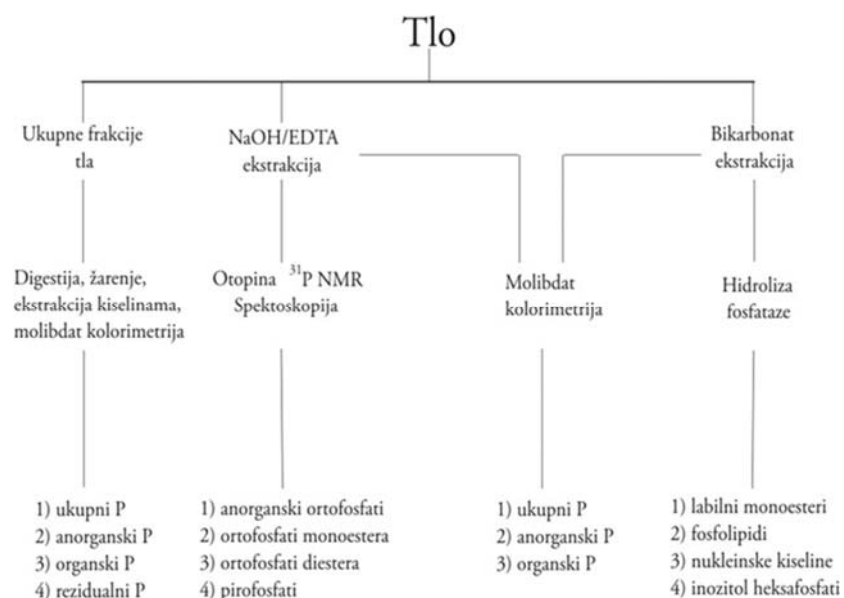 Tlo
Ukupne frakcije
tla
NaOH/EDTA
ekstrakcija
Bikarbonat
ekstrakcija
Digestija, žarenje,
ekstrakcija kiselinama,
molibdat kolorimetrija
Otopina ³¹P NMR
Spektoskopija
Molibdat
kolorimetrija
Hidroliza
fosfataze
1) ukupni P
2) anorganski P
3) organski P
4) rezidualni P
1) anorganski ortofosfati
2) ortofosfati monoestera
3) ortofosfati diestera
4) pirofosfati
1) ukupni P
2) anorganski P
3) organski P
1) labilni monoesteri
2) fosfolipidi
3) nukleinske kiseline
4) inozitol heksafosfati